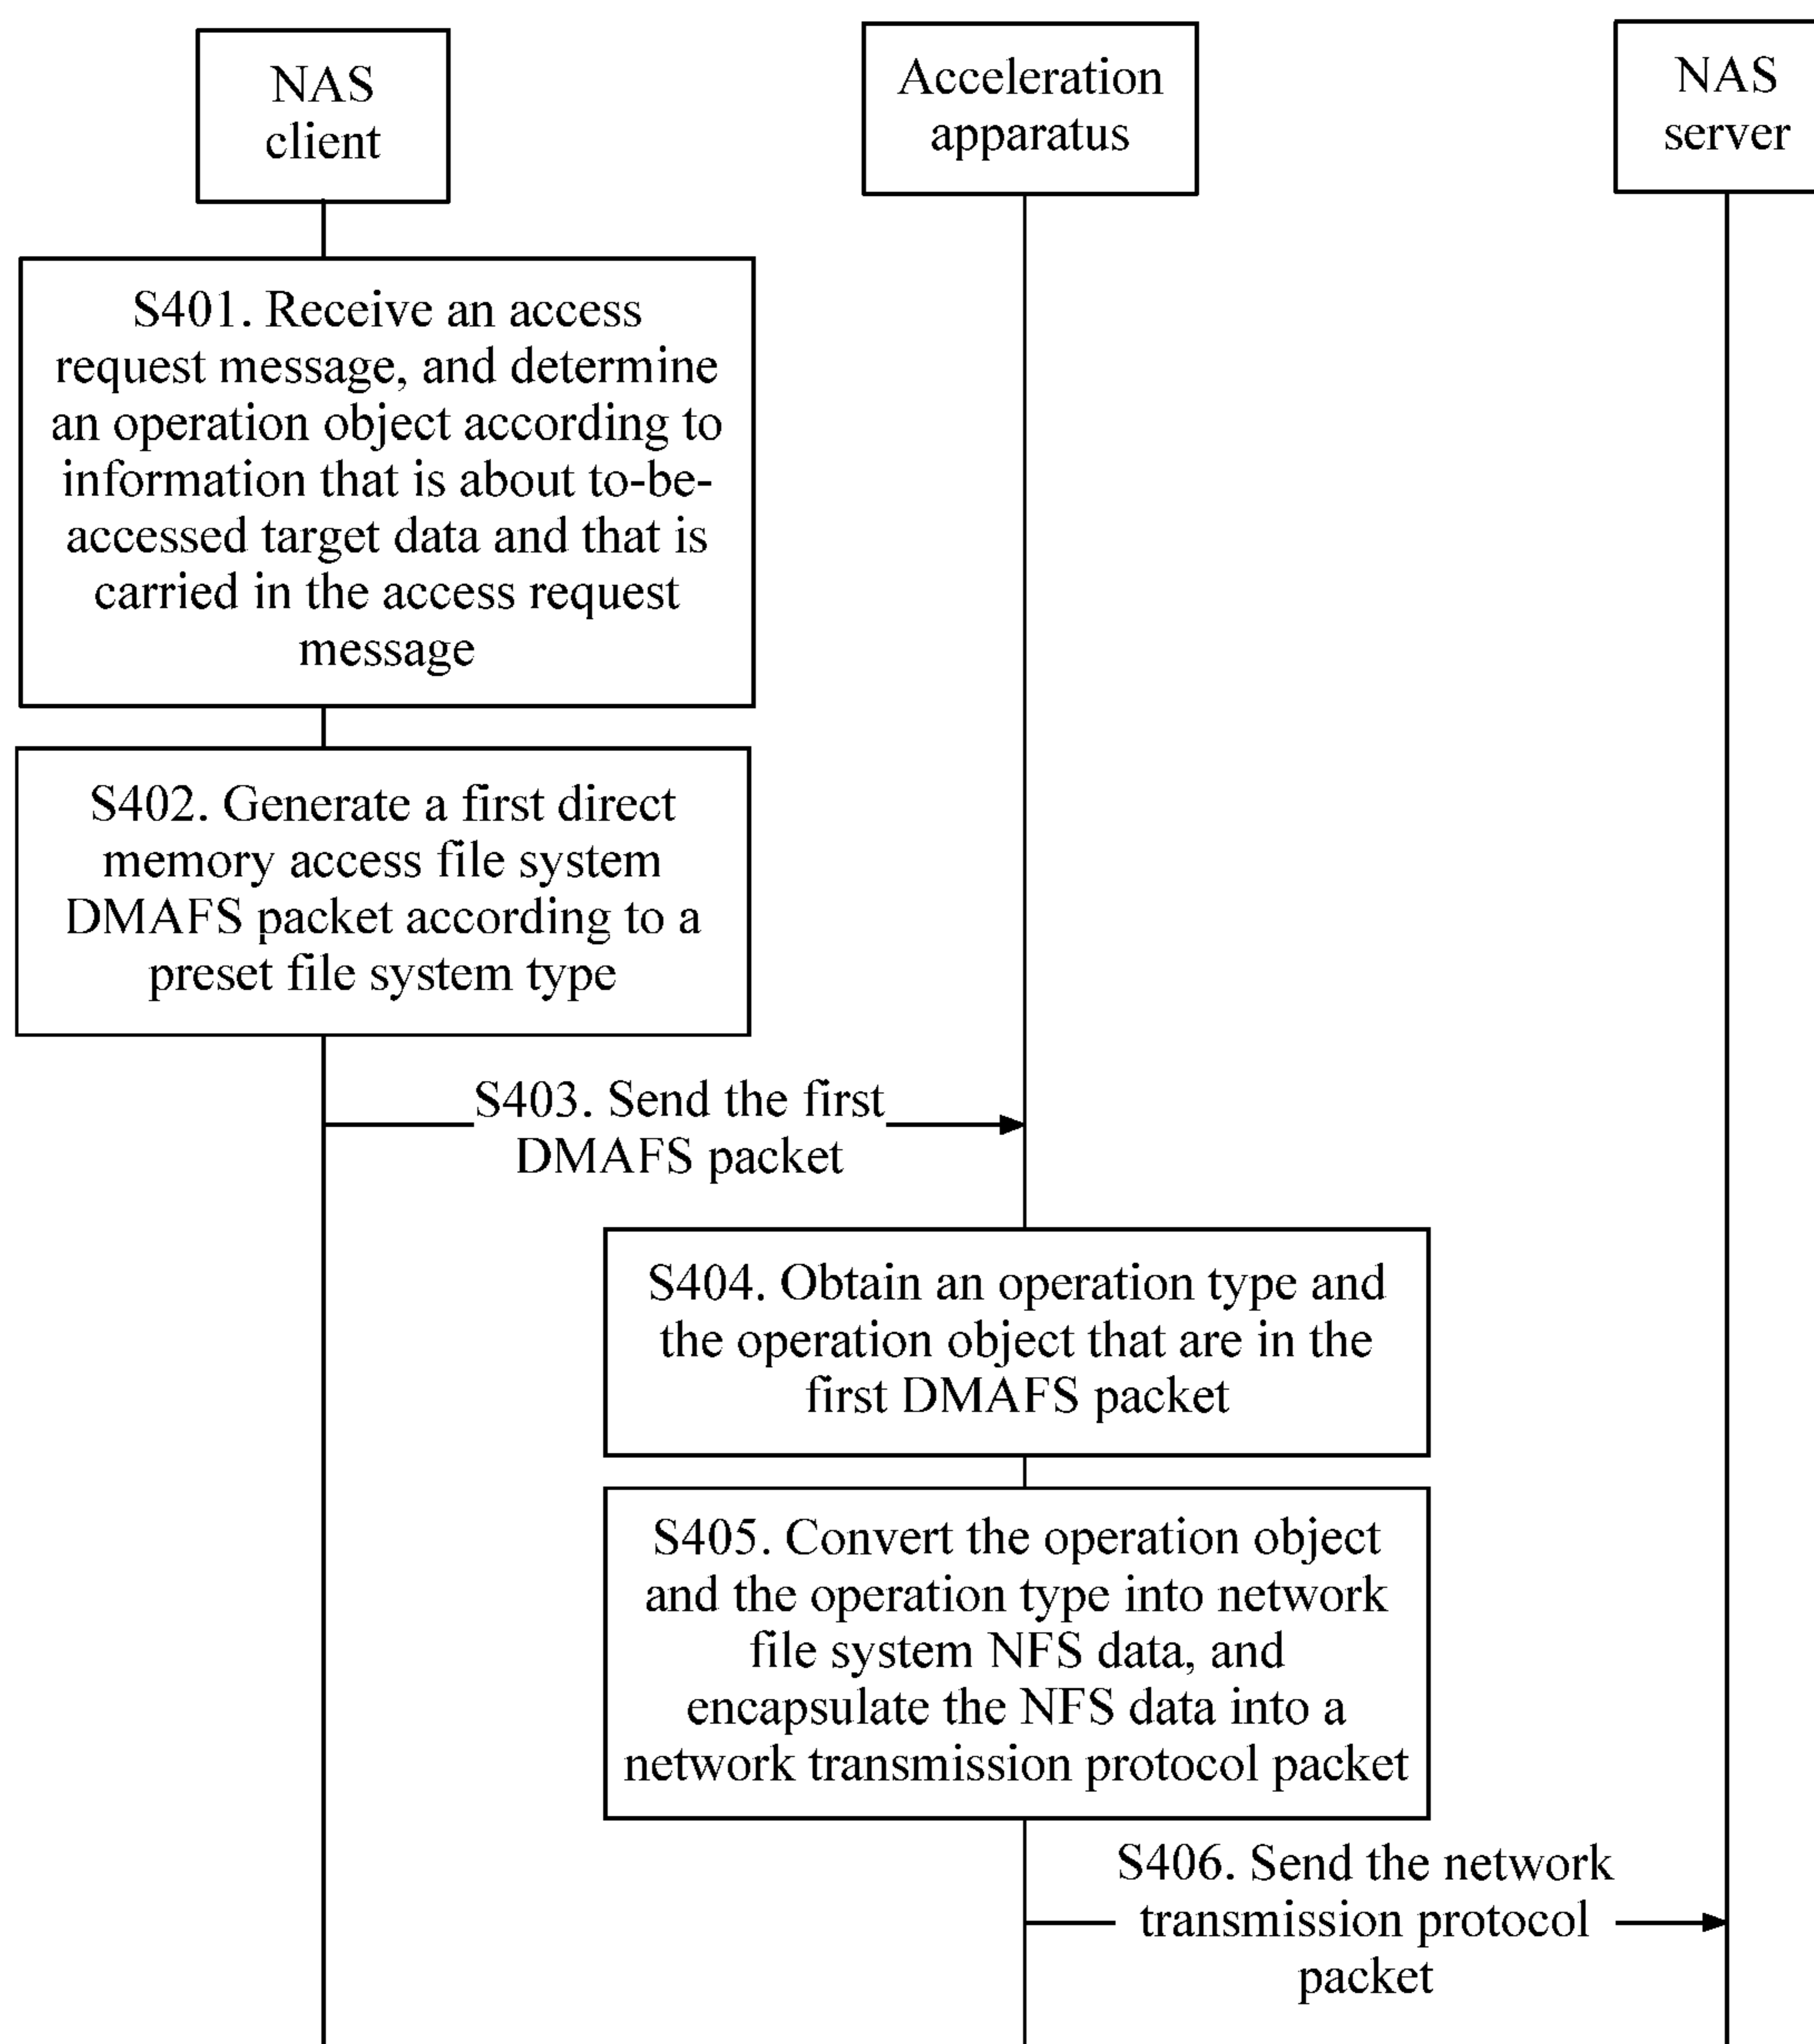 NAS
client
Acceleration
apparatus
NAS
server
S401. Receive an access
request message, and determine
an operation object according to
information that is about to-be-
accessed target data and that is
carried in the access request
message
S402. Generate a first direct
memory access file system
DMAFS packet according to a
preset file system type
S403. Send the first
DMAFS packet
S404. Obtain an operation type and
the operation object that are in the
first DMAFS packet
S405. Convert the operation object
and the operation type into network
file system NFS data, and
encapsulate the NFS data into a
network transmission protocol packet
S406. Send the network
transmission protocol
packet